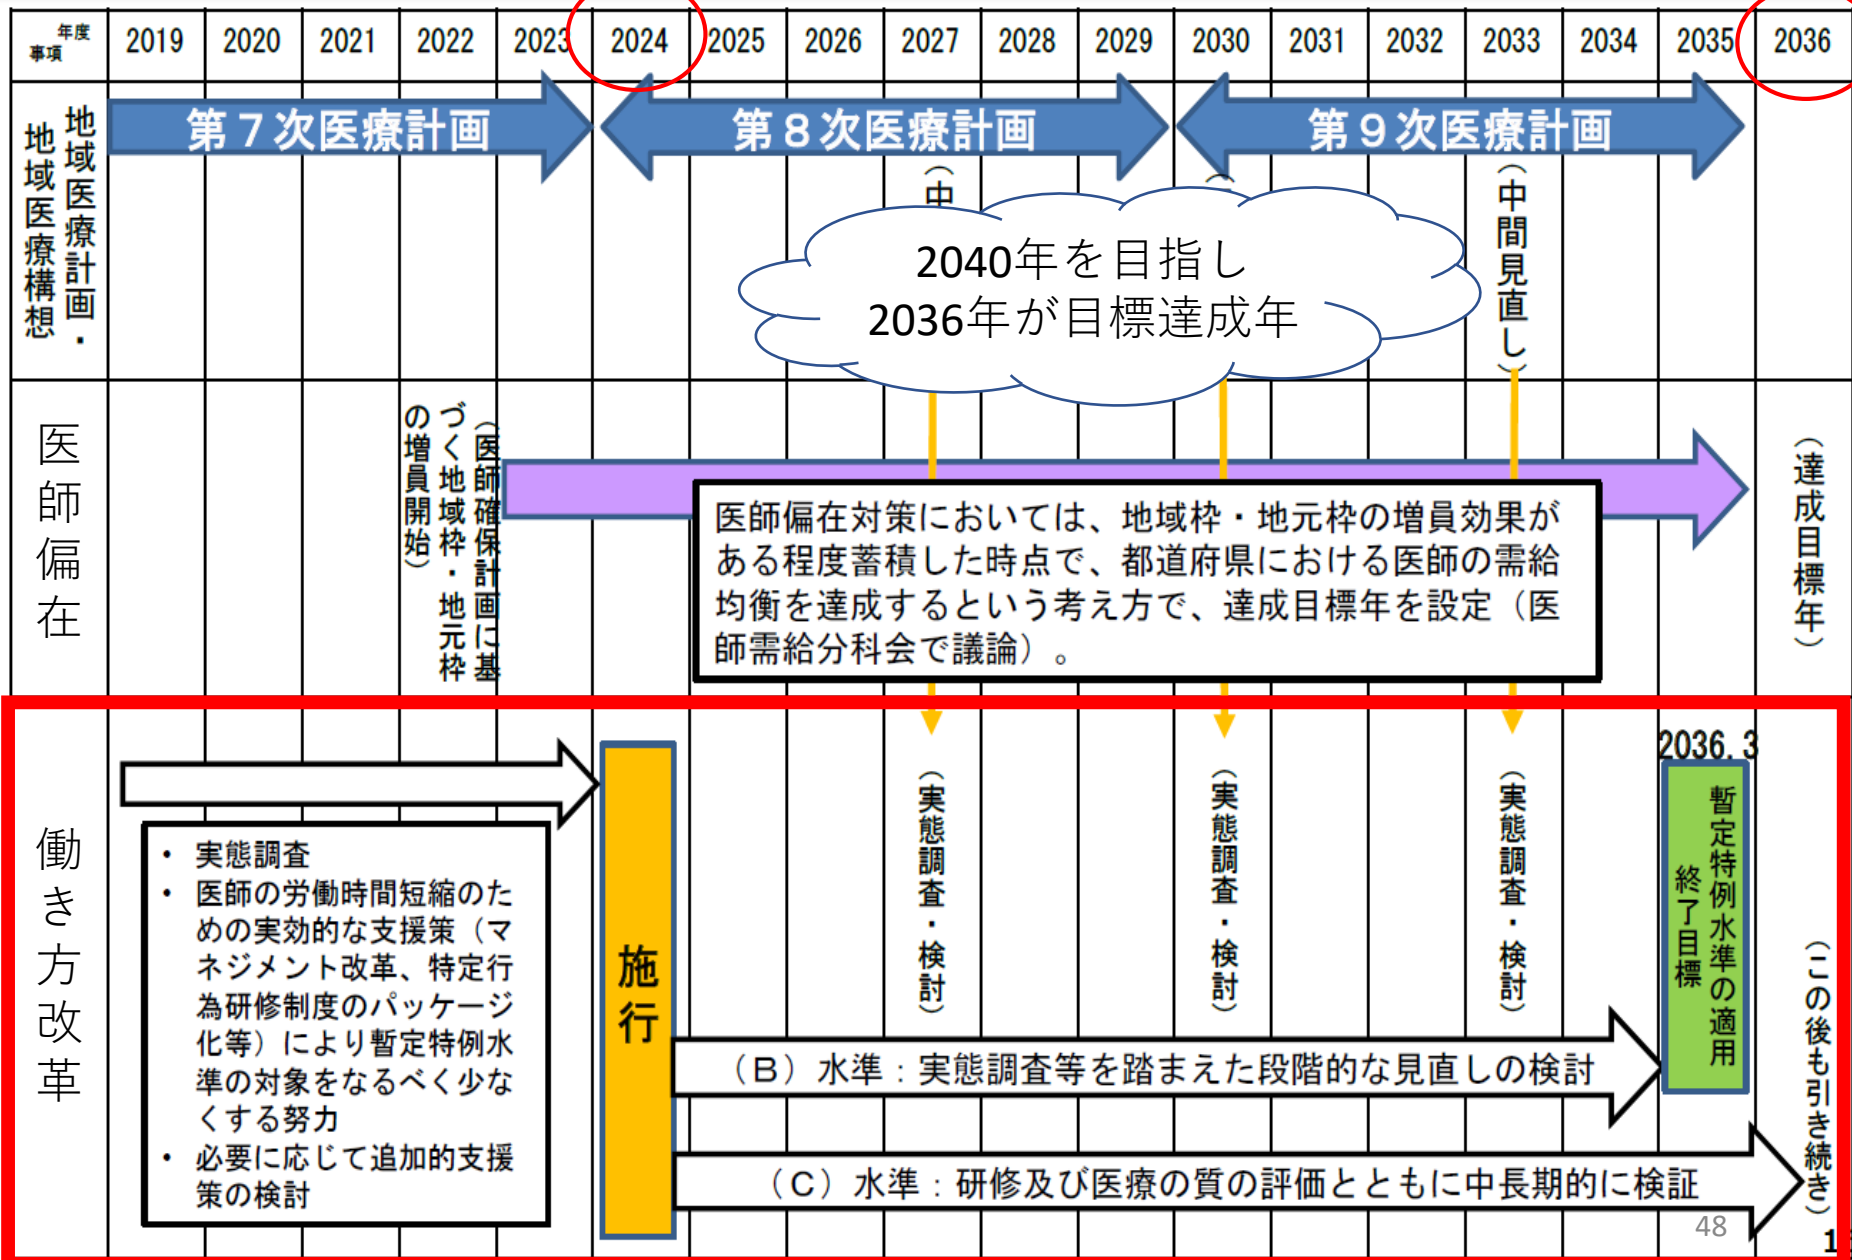 年度
事項
2019 2020 2021 2022 2023 2024 2025 2026 2027 2028 2029 2030 2031 2032 2033 2034 2035 2036
地域医療計画・
地域医療構想
第７次医療計画
第８次医療計画
第９次医療計画
（中
（
（中間見直し）
2040年を目指し
2036年が目標達成年
医師偏在
（医師確保計画に基
づく地域枠・地元枠
の増員開始）
医師偏在対策においては、地域枠・地元枠の増員効果が
ある程度蓄積した時点で、都道府県における医師の需給
均衡を達成するという考え方で、達成目標年を設定（医
師需給分科会で議論）。
（達成目標年）
働き方改革
• 実態調査
• 医師の労働時間短縮のた
めの実効的な支援策（マ
ネジメント改革、特定行
為研修制度のパッケージ
化等）により暫定特例水
準の対象をなるべく少な
くする努力
• 必要に応じて追加的支援
策の検討
施行
（実態調査・検討）
（実態調査・検討）
（実態調査・検討）
2036.3
暫定特例水準の適用
終了目標
（Ｂ）水準：実態調査等を踏まえた段階的な見直しの検討
（Ｃ）水準：研修及び医療の質の評価とともに中長期的に検証
（この後も引き続き）
48
1